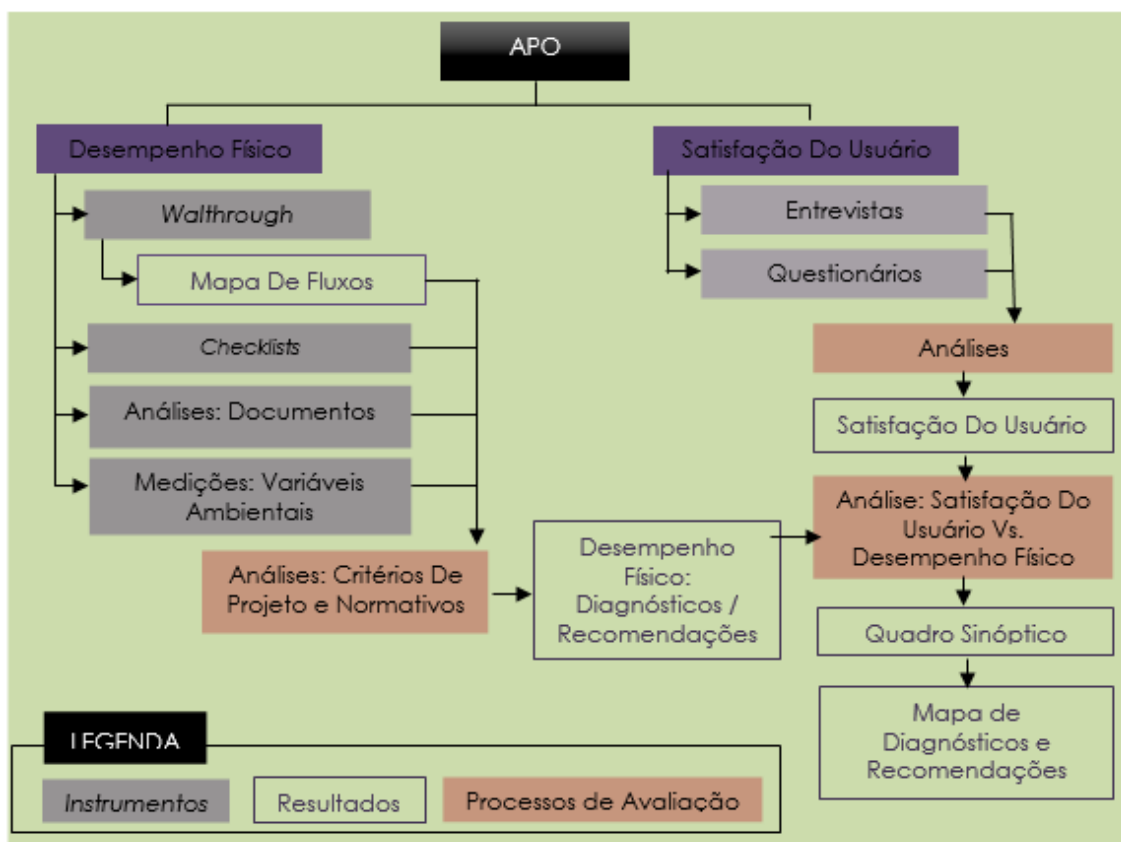 APO
Desempenho Físico
Satisfação Do Usuário
Walthrough
Entrevistas
Mapa De Fluxos
Questionários
Checklists
Análises
Análises: Documentos
Satisfação Do Usuário
Medições: Variáveis
Ambientais
Análise: Satisfação Do
Usuário Vs.
Desempenho Físico
Análises: Critérios De
Projeto e Normativos
Desempenho
Físico:
Diagnósticos /
Recomendações
Quadro Sinóptico
Mapa de
Diagnósticos e
Recomendações
LEGENDA
Instrumentos
Resultados
Processos de Avaliação